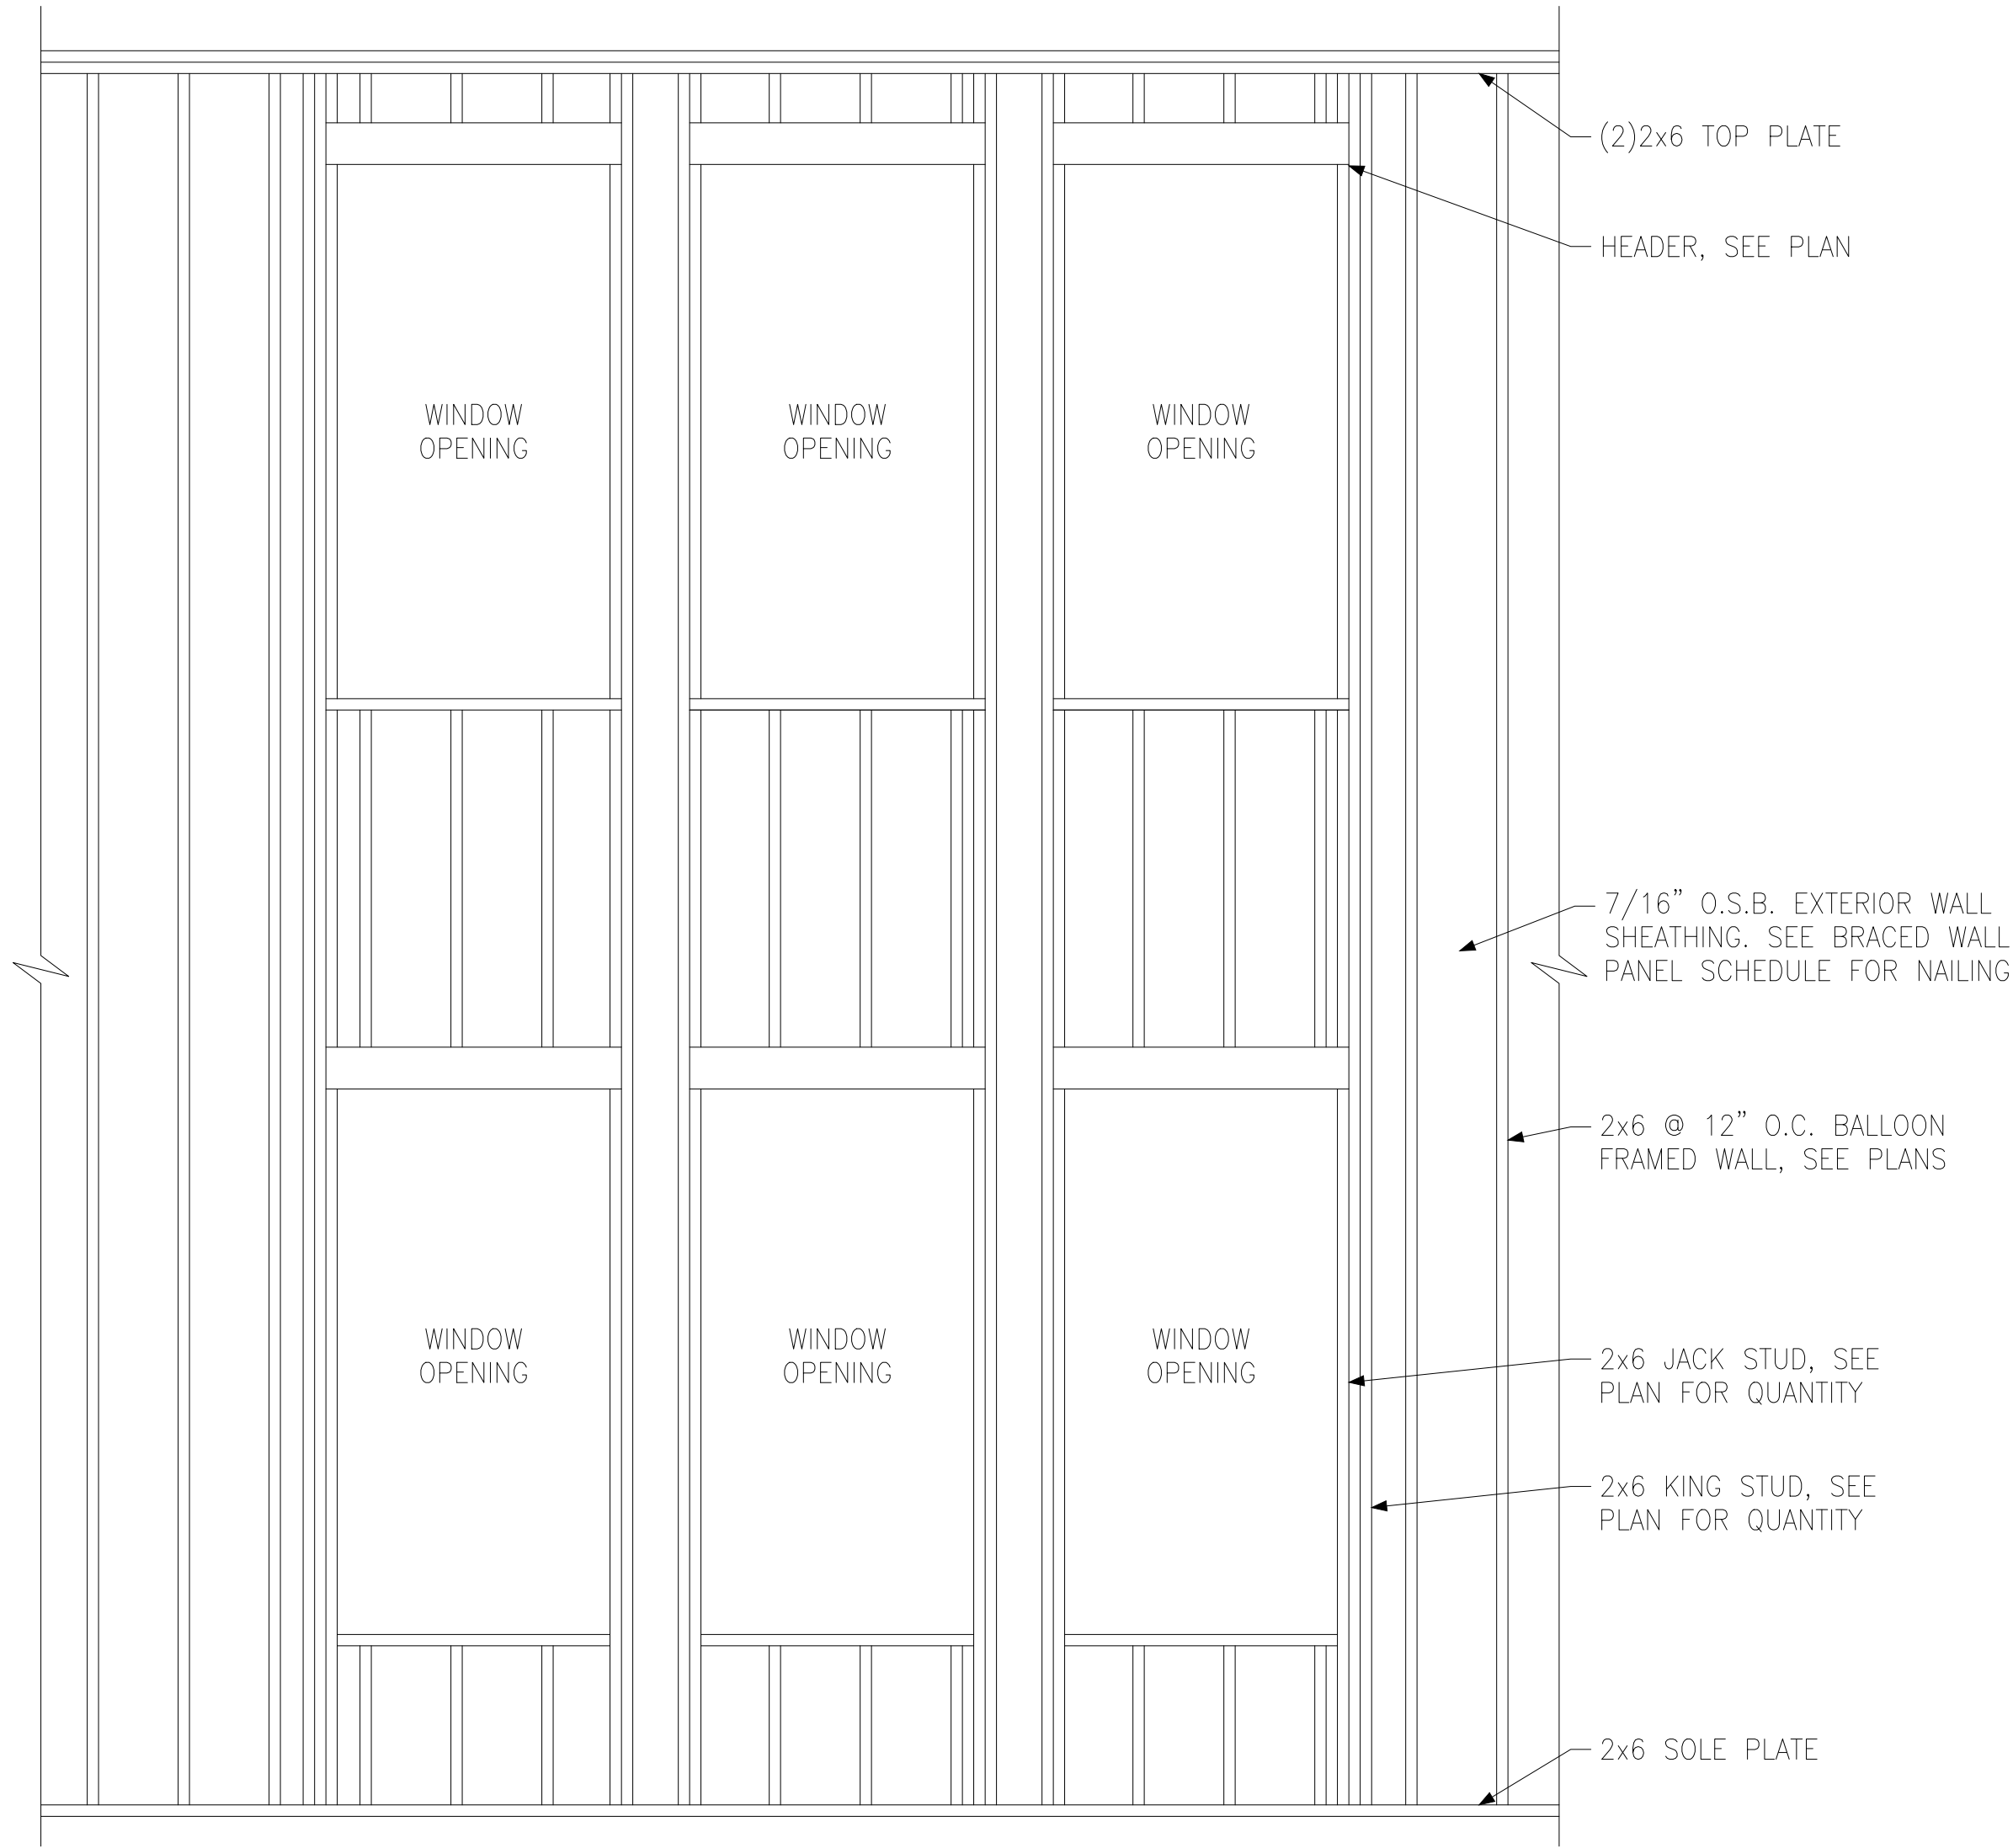 (2)2x6 TOP PLATE
HEADER, SEE PLAN
WINDOW
OPENING
WINDOW
OPENING
WINDOW
OPENING
7/16” O.S.B. EXTERIOR WALL
SHEATHING. SEE BRACED WALL
PANEL SCHEDULE FOR NAILING
2x6 @ 12” O.C. BALLOON
FRAMED WALL, SEE PLANS
WINDOW
OPENING
WINDOW
OPENING
WINDOW
OPENING
2x6 JACK STUD, SEE
PLAN FOR QUANTITY
2x6 KING STUD, SEE
PLAN FOR QUANTITY
2x6 SOLE PLATE